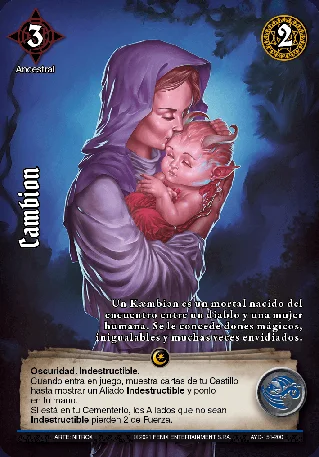 3
2
Ancestral
Cambion
Un Kæmbian es un mortal nacido del
encuentro entre un Diablo y una mujer
humana. Se le concede dones mágicos,
inigualables y muchas veces envidiados.
Oscuridad. Indestructible.
Cuando entra en juego, muestra cartas de tu Castillo
hasta mostrar un Aliado Indestructible y ponlo
en tu mano.
Si está en tu Cementerio, los Aliados que no sean
Indestructible pierden 2 de Fuerza.
FENIX ENTERTAINMENT S.P.A.